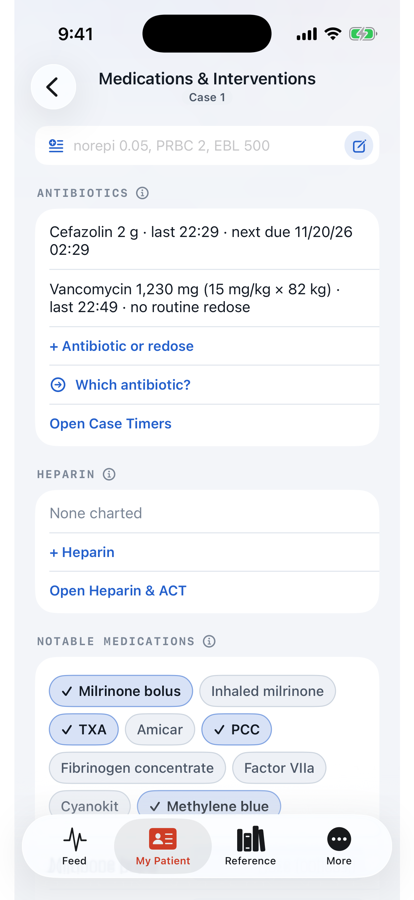 9:41
Medications & Interventions
Case 1
norepi 0.05, PRBC 2, EBL 500
ANTIBIOTICS
Cefazolin 2 g · last 22:29 · next due 11/20/26
02:29
Vancomycin 1,230 mg (15 mg/kg × 82 kg) ·
last 22:49 · no routine redose
+ Antibiotic or redose
Which antibiotic?
Open Case Timers
HEPARIN
None charted
+ Heparin
Open Heparin & ACT
NOTABLE MEDICATIONS
✓ Milrinone bolus Inhaled milrinone
✓ TXA Amicar ✓ PCC
Fibrinogen concentrate Factor VIIa
Cyanokit ✓ Methylene blue
Feed My Patient Reference More